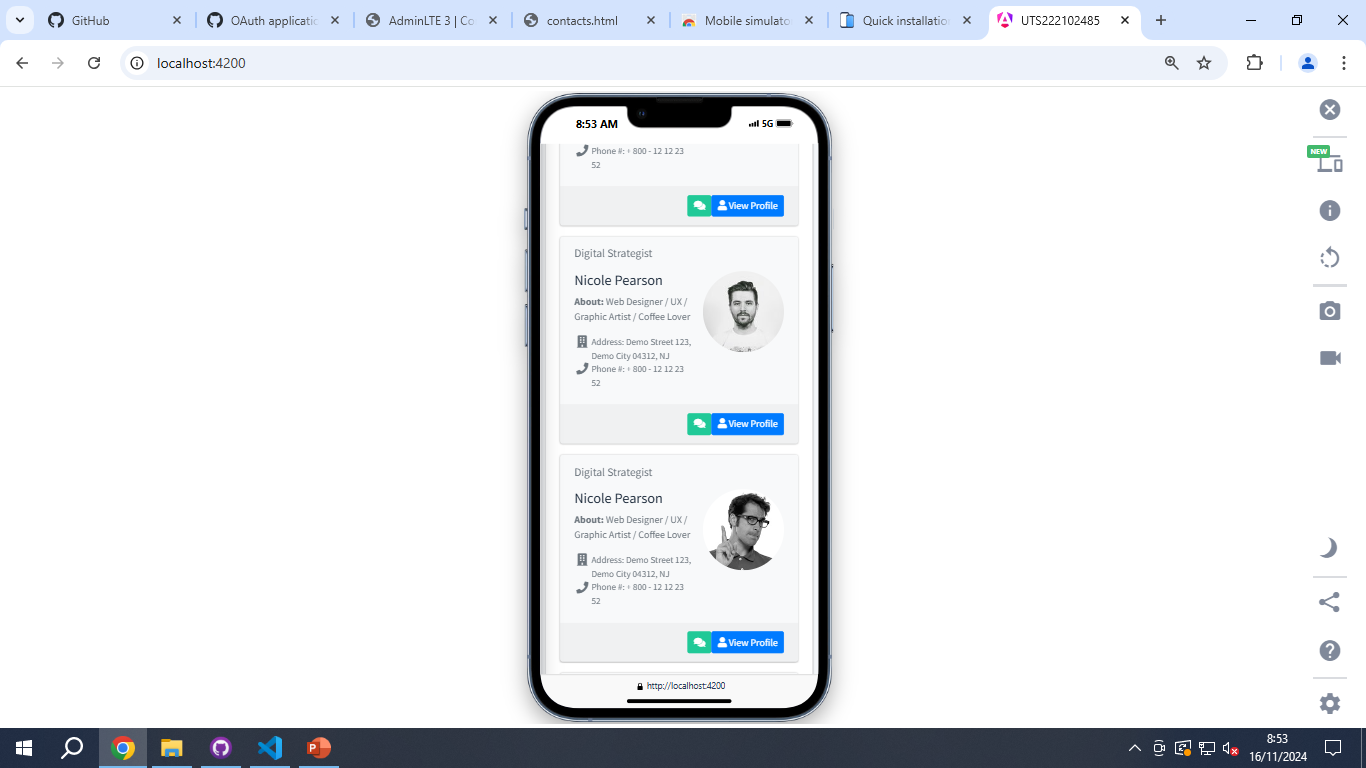 GitHub
OAuth applicatio
AdminLTE 3 | Co
contacts.html
Mobile simulato
Quick installatio
UTS222102485
localhost:4200
8:53 AM
5G
Phone #: + 800 - 12 12 23
52
View Profile
Digital Strategist
Nicole Pearson
About: Web Designer / UX /
Graphic Artist / Coffee Lover
Address: Demo Street 123,
Demo City 04312, NJ
Phone #: + 800 - 12 12 23
52
View Profile
Digital Strategist
Nicole Pearson
About: Web Designer / UX /
Graphic Artist / Coffee Lover
Address: Demo Street 123,
Demo City 04312, NJ
Phone #: + 800 - 12 12 23
52
View Profile
http://localhost:4200
NEW
8:53
16/11/2024